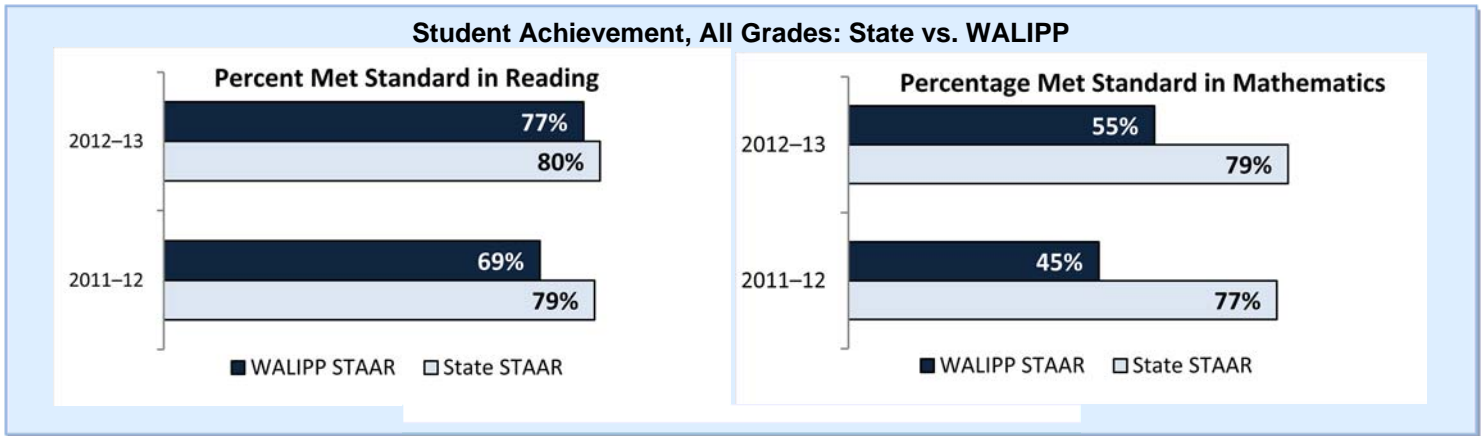 Student Achievement, All Grades: State vs. WALIPP
Percent Met Standard in Reading
2012–13
77%
80%
2011–12
69%
79%
WALIPP STAAR State STAAR
Percentage Met Standard in Mathematics
2012–13
55%
79%
2011–12
45%
77%
WALIPP STAAR State STAAR